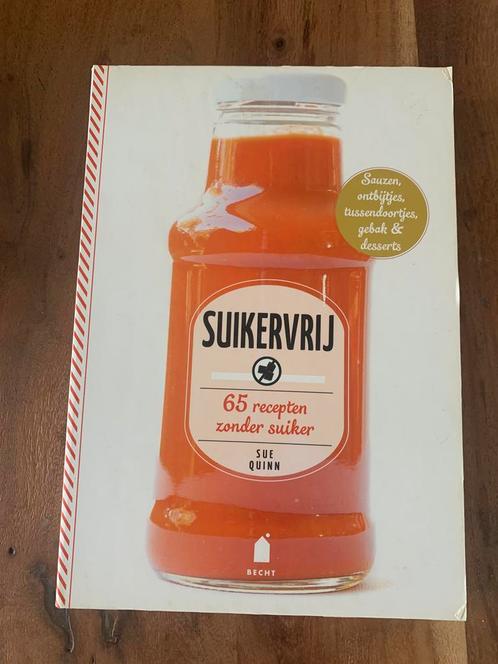 Sauzen,
ontbijtjes,
tussendoortjes,
gebak &
desserts
SUIKERVRIJ
65 recepten
zonder suiker
SUE
QUINN
BECHT